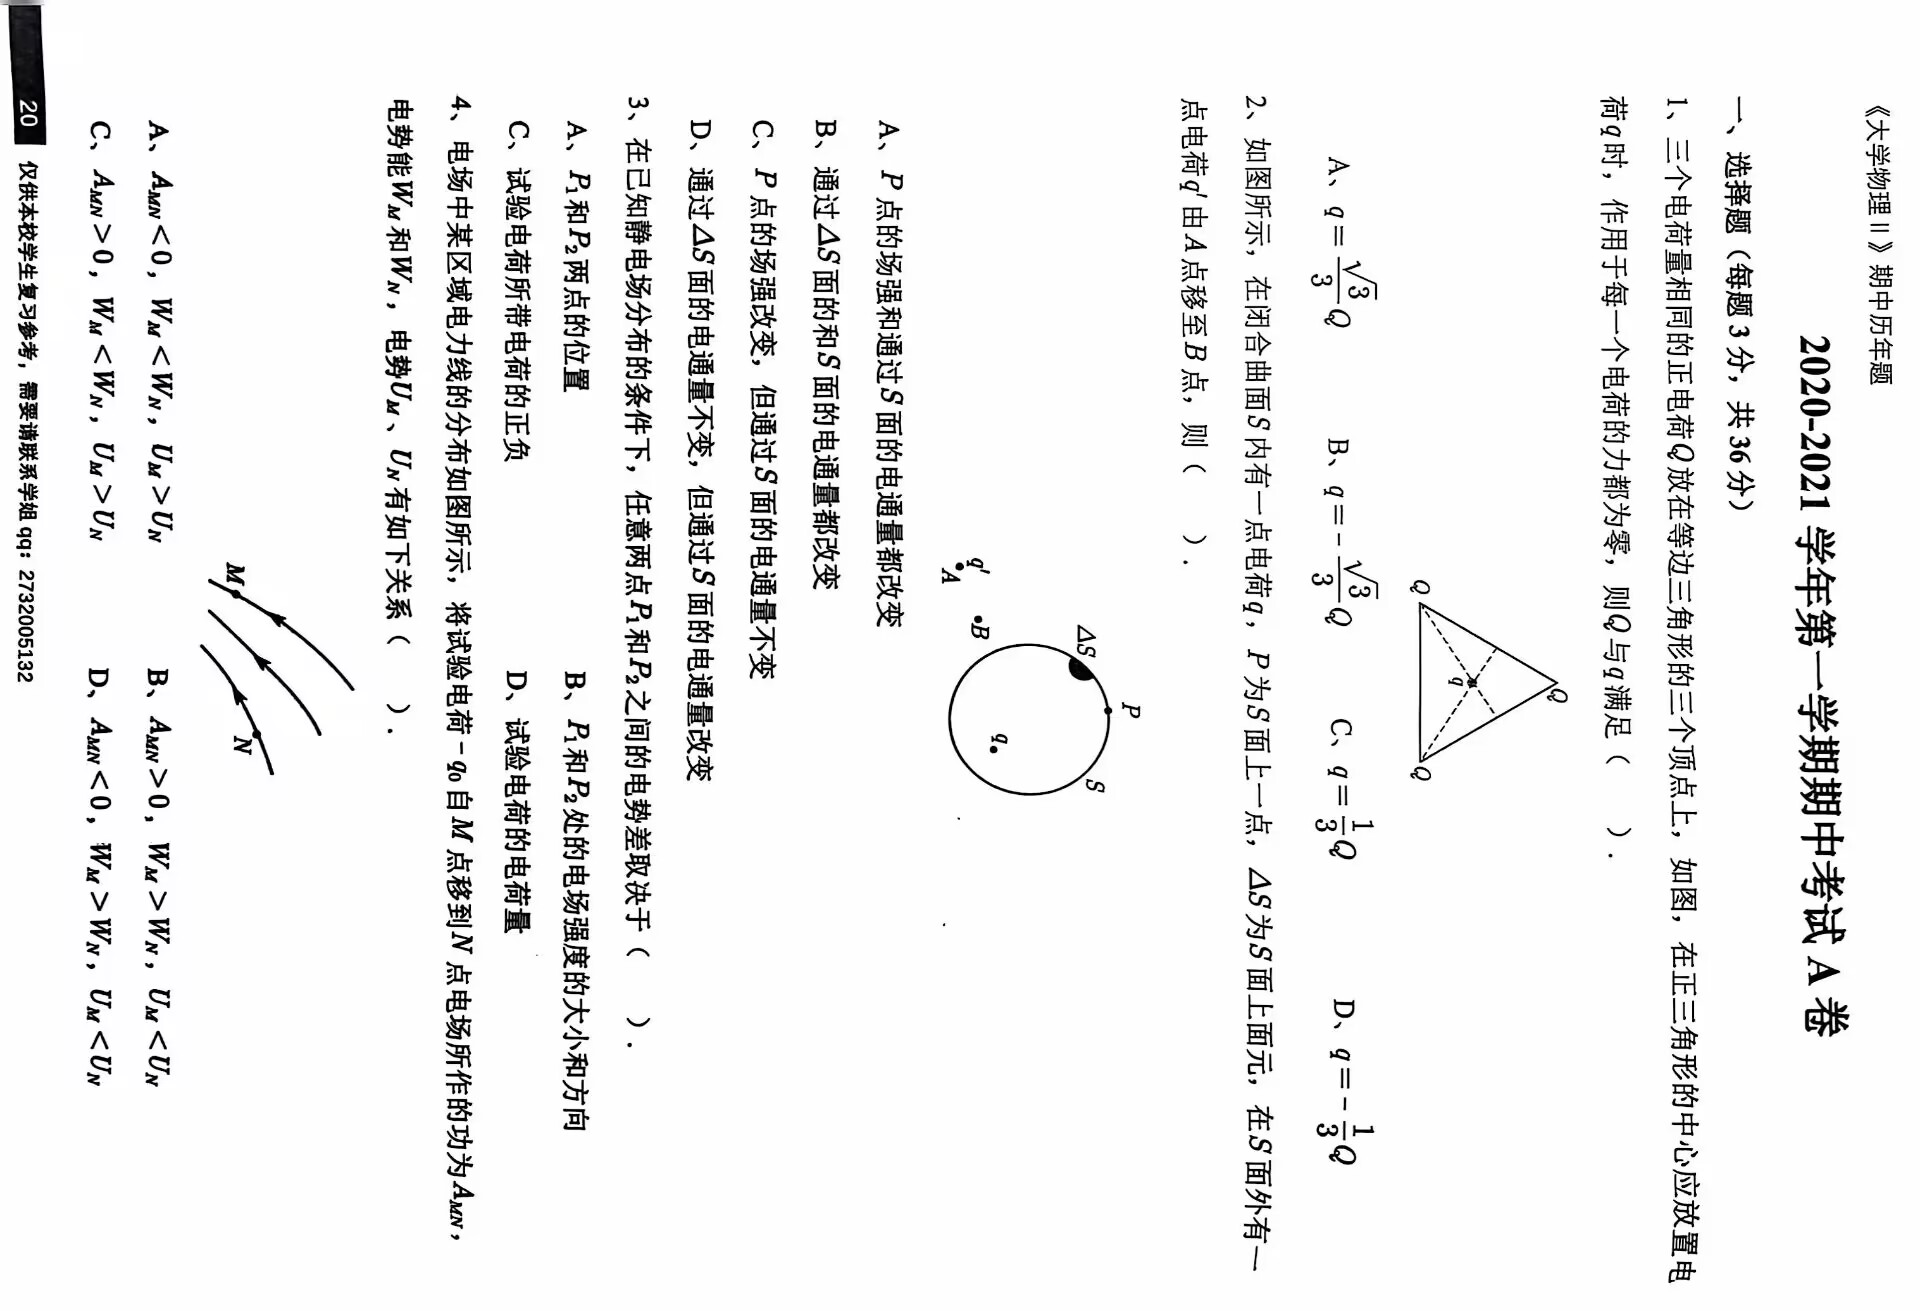 《大学物理Ⅱ》期中历年题
2020-2021 学年第一学期期中考试 A 卷
一、选择题（每题 3 分，共 36 分）
1、三个电荷量相同的正电荷Q放在等边三角形的三个顶点上，如图，在正三角形的中心应放置电
荷q时，作用于每一个电荷的力都为零，则Q与q满足（ ）.
Q
Q
q
Q
A、q=√3/3 Q B、q=-√3/3 Q C、q=1/3 Q D、q=-1/3 Q
2、如图所示，在闭合曲面S内有一点电荷q，P为S面上一点，△S为S面上面元，在S面外有一
点电荷q′由A点移至B点，则（ ）.
P
△S
S
q′
A
B
q
A、P点的场强和通过S面的电通量都改变
B、通过△S面的和S面的电通量都改变
C、P点的场强改变，但通过S面的电通量不变
D、通过△S面的电通量不变，但通过S面的电通量改变
3、在已知静电场分布的条件下，任意两点P₁和P₂之间的电势差取决于（ ）.
A、P₁和P₂两点的位置 B、P₁和P₂处的电场强度的大小和方向
C、试验电荷所带电荷的正负 D、试验电荷的电荷量
4、电场中某区域电力线的分布如图所示，将试验电荷-q₀自M点移到N点电场所作的功为A_MN，
电势能W_M和W_N，电势U_M、U_N有如下关系（ ）.
M
N
A、A_MN<0，W_M<W_N，U_M>U_N B、A_MN>0，W_M>W_N，U_M<U_N
C、A_MN>0，W_M<W_N，U_M>U_N D、A_MN<0，W_M>W_N，U_M<U_N
20 仅供本校学生复习参考，需要请联系学姐 qq：2732005132